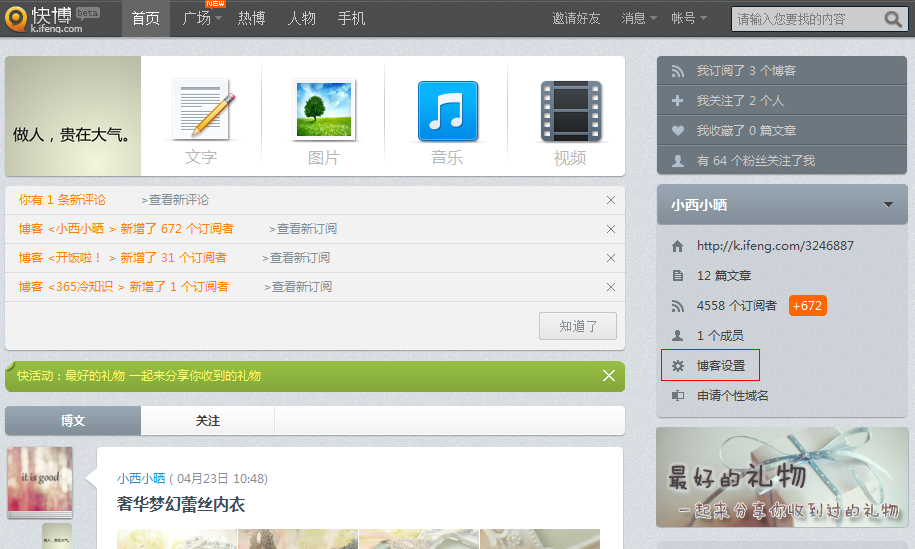 快博 beta
k.ifeng.com
首页 广场 NEW 热博 人物 手机 邀请好友 消息 帐号 请输入您要找的内容
做人，贵在大气。
文字 图片 音乐 视频
你有 1 条新评论 >查看新评论
博客 <小西小晒 > 新增了 672 个订阅者 >查看新订阅
博客 <开饭啦！ > 新增了 31 个订阅者 >查看新订阅
博客 <365冷知识 > 新增了 1 个订阅者 >查看新订阅
知道了
快活动：最好的礼物 一起来分享你收到的礼物
博文 关注
it is good
小西小晒 ( 04月23日 10:48)
奢华梦幻蕾丝内衣
做人，贵在大气。
我订阅了 3 个博客
我关注了 2 个人
我收藏了 0 篇文章
有 64 个粉丝关注了我
小西小晒
http://k.ifeng.com/3246887
12 篇文章
4558 个订阅者 +672
1 个成员
博客设置
申请个性域名
最好的礼物
一起来分享你收到过的礼物